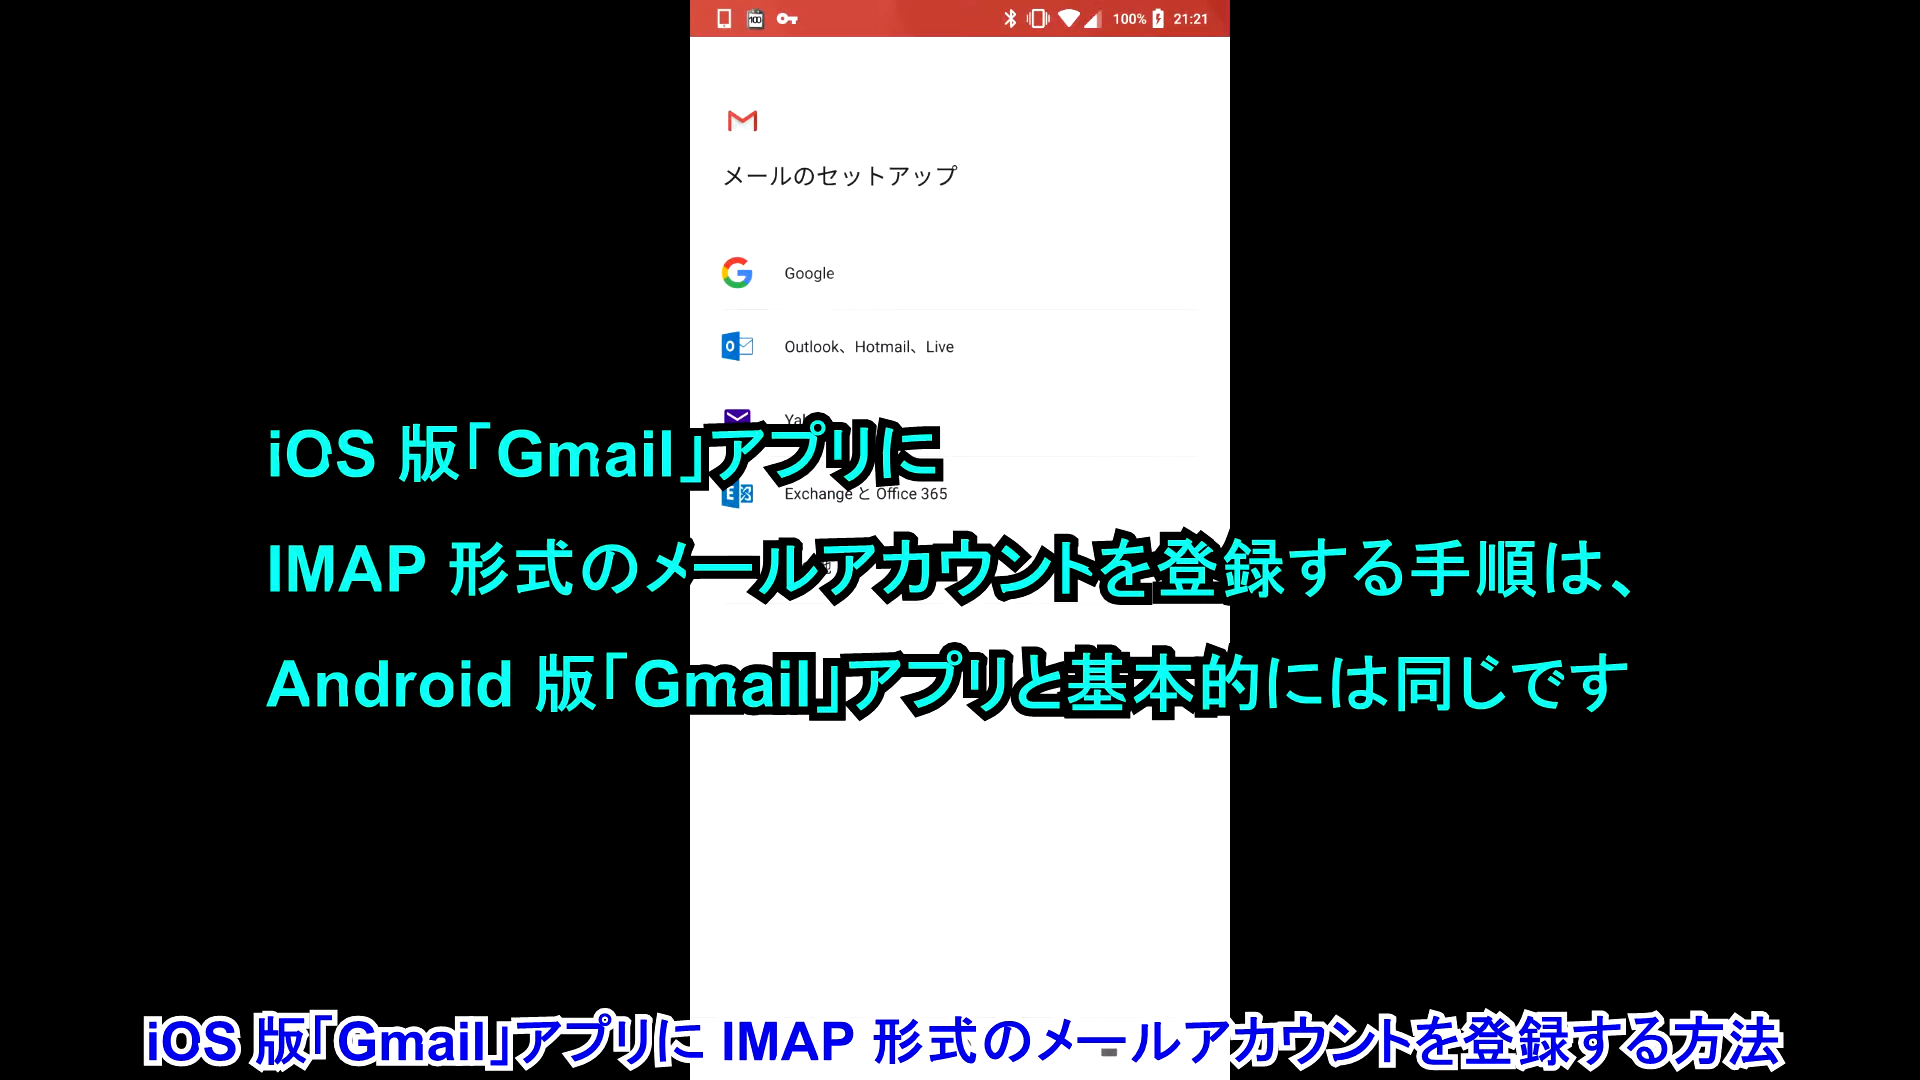 100 100% 21:21
メールのセットアップ
Google
Outlook、Hotmail、Live
iOS 版「Gmail」アプリに
Exchange と Office 365
IMAP 形式のメールアカウントを登録する手順は、
Android 版「Gmail」アプリと基本的には同じです
iOS 版「Gmail」アプリに IMAP 形式のメールアカウントを登録する方法